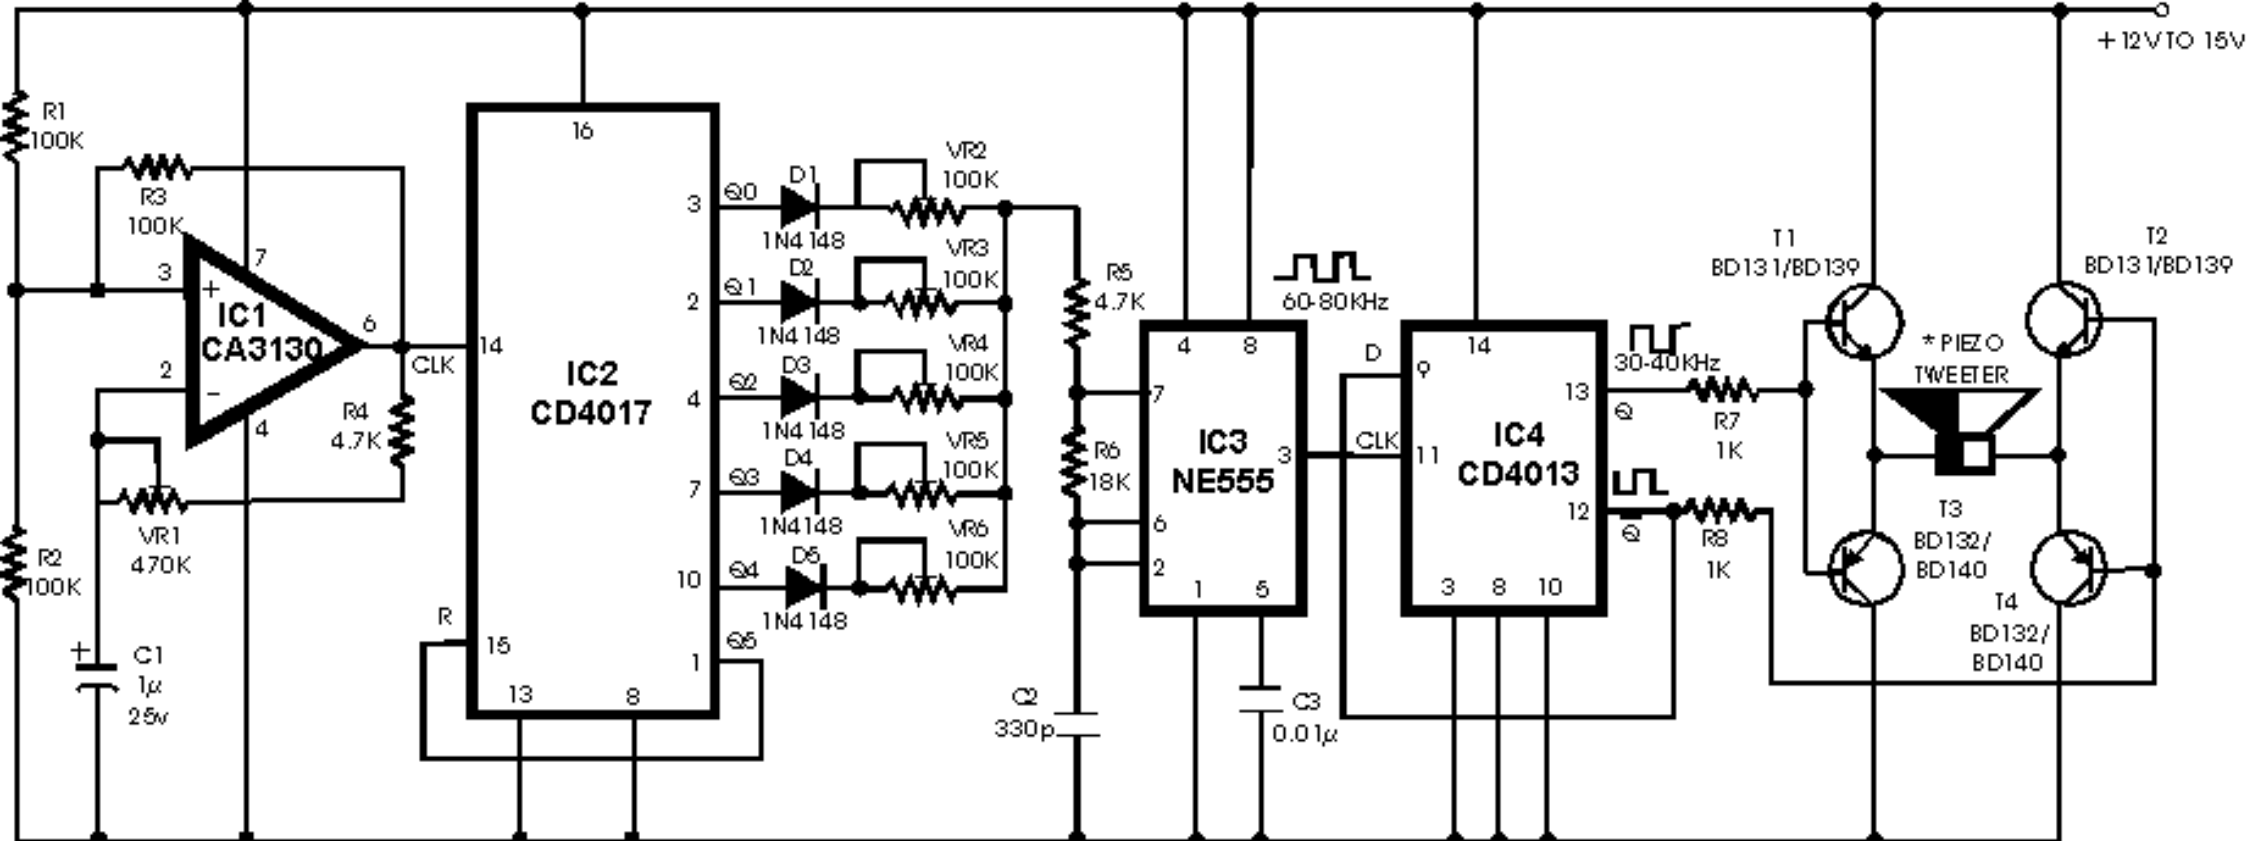 +12V TO 15V
R1
100K
R3
100K
3
7
+
IC1
CA3130
6
2
-
4
CLK
R4
4.7K
VR1
470K
R2
100K
+
C1
1µ
25v
16
14
IC2
CD4017
R
15
13
8
3
Q0
2
Q1
4
Q2
7
Q3
10
Q4
1
Q5
D1
1N4148
D2
1N4148
D3
1N4148
D4
1N4148
D5
1N4148
VR2
100K
VR3
100K
VR4
100K
VR5
100K
VR6
100K
R5
4.7K
R6
18K
C2
330p
4
8
7
IC3
NE555
3
6
2
1
5
C3
0.01µ
60-80KHz
D
9
CLK
11
14
IC4
CD4013
13
12
3
8
10
30-40KHz
Q
Q
R7
1K
R8
1K
T1
BD131/BD139
T2
BD131/BD139
* PIEZO
TWEETER
T3
BD132/
BD140
T4
BD132/
BD140